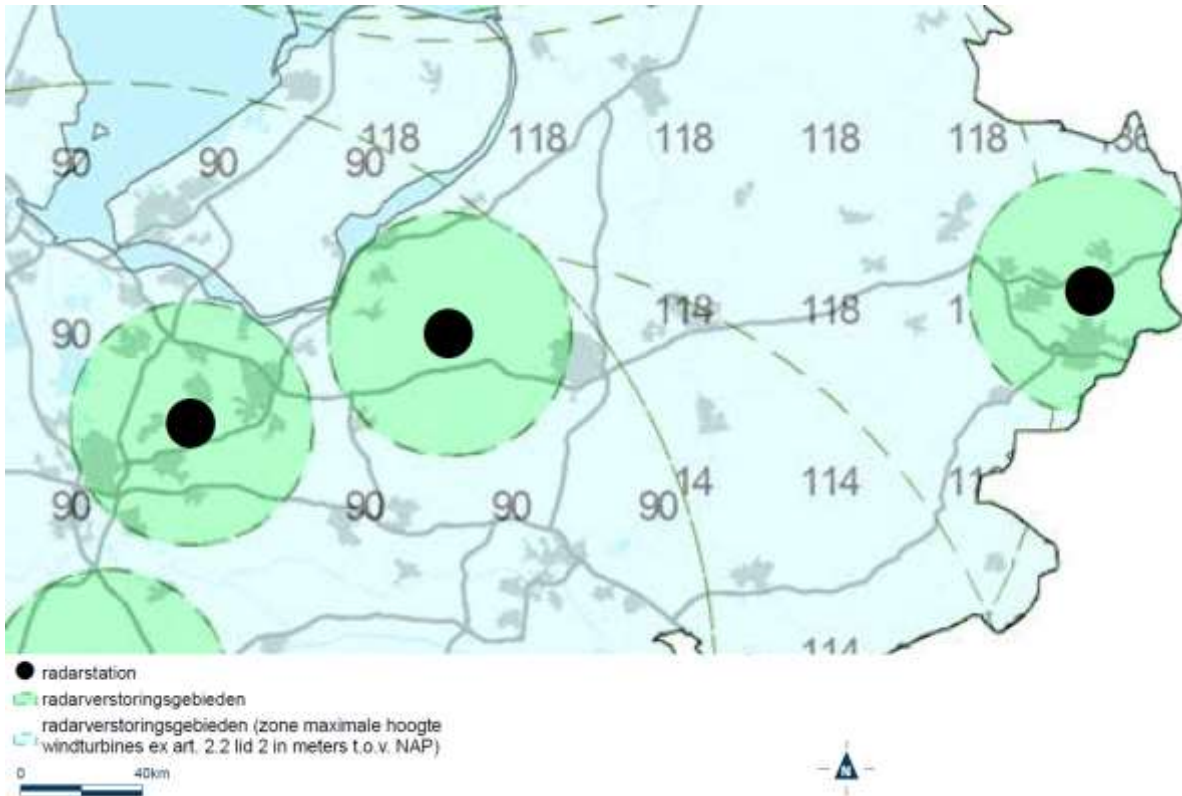 118 118 118 118 118
90 90 90
90 118 118
90 90 90 90 114
114
radarstation
radarverstoringsgebieden
radarverstoringsgebieden (zone maximale hoogte
windturbines ex art. 2.2 lid 2 in meters t.o.v. NAP)
0 40km
N